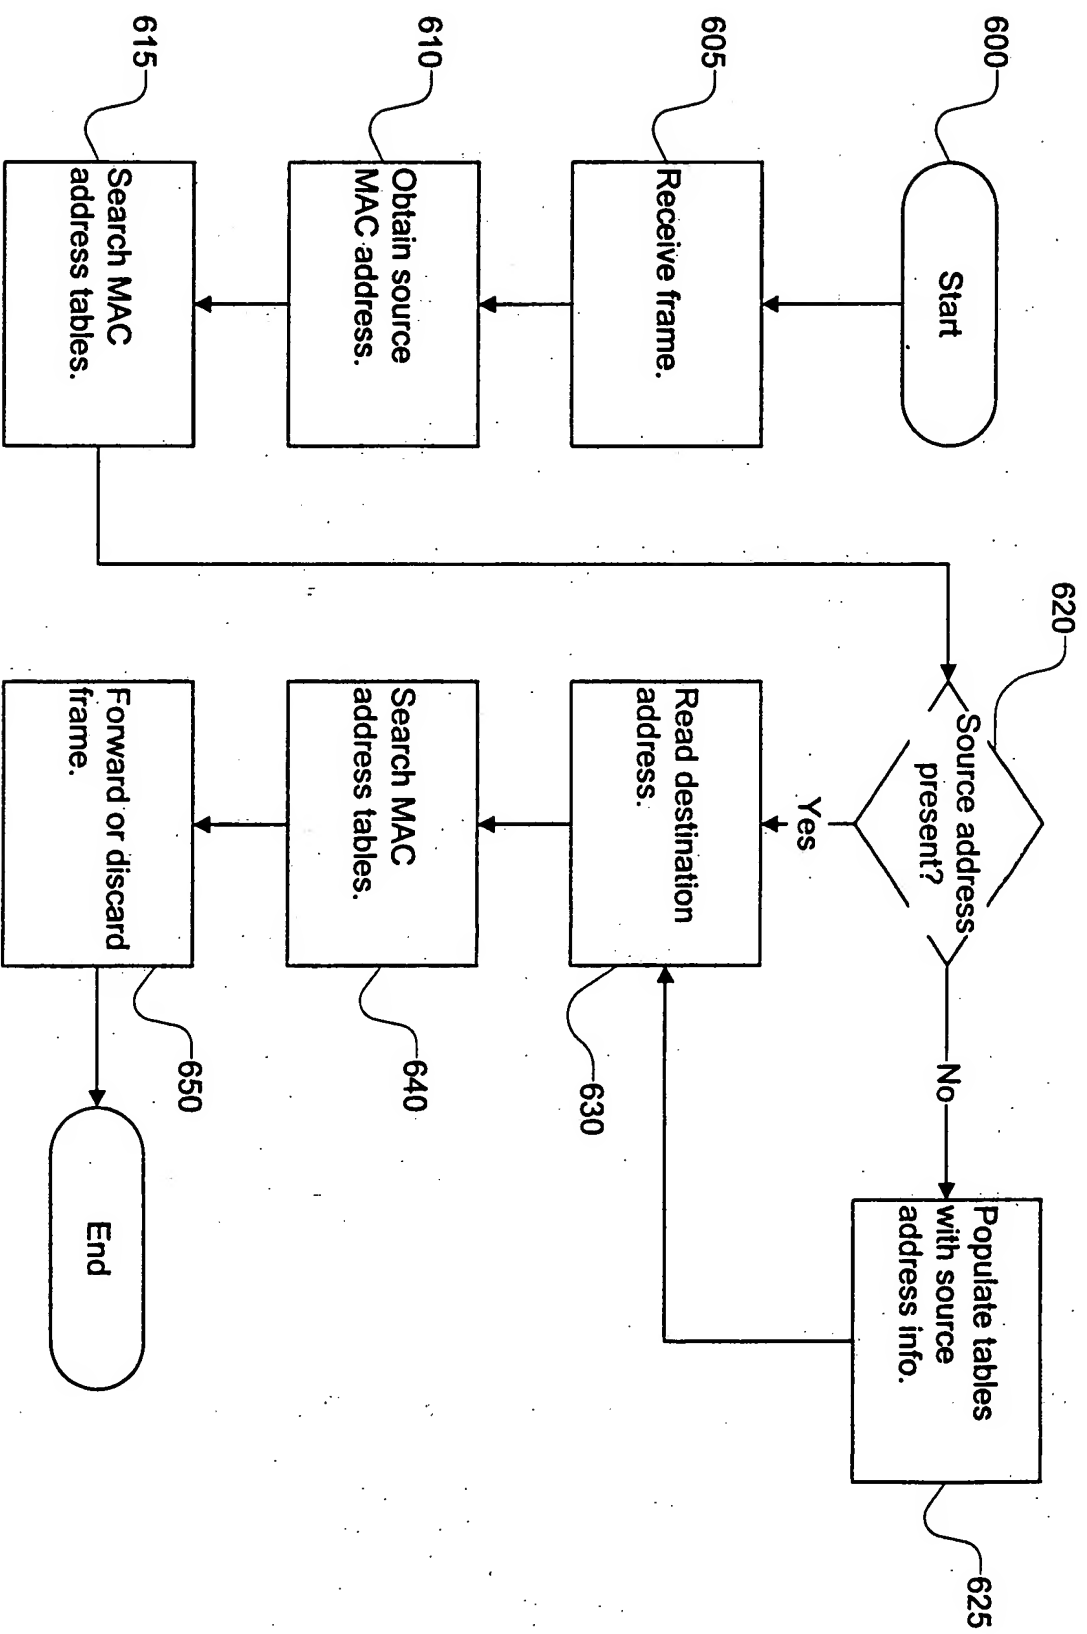 600
Start
605
Receive frame.
610
Obtain source
MAC address.
615
Search MAC
address tables.
620
Source address
present?
Yes
No
Populate tables
with source
address info.
625
Read destination
address.
630
Search MAC
address tables.
640
Forward or discard
frame.
650
End